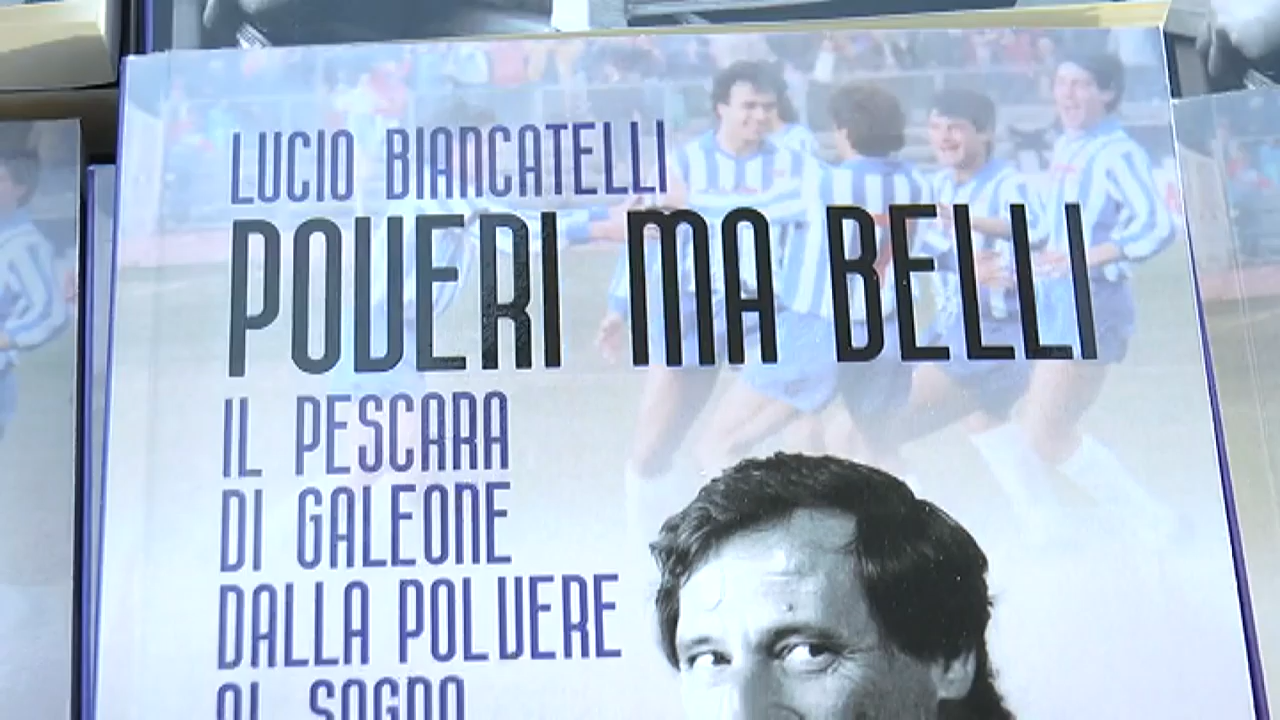 LUCIO BIANCATELLI
POVERI MA BELLI
IL PESCARA
DI GALEONE
DALLA POLVERE
AL SOGNO